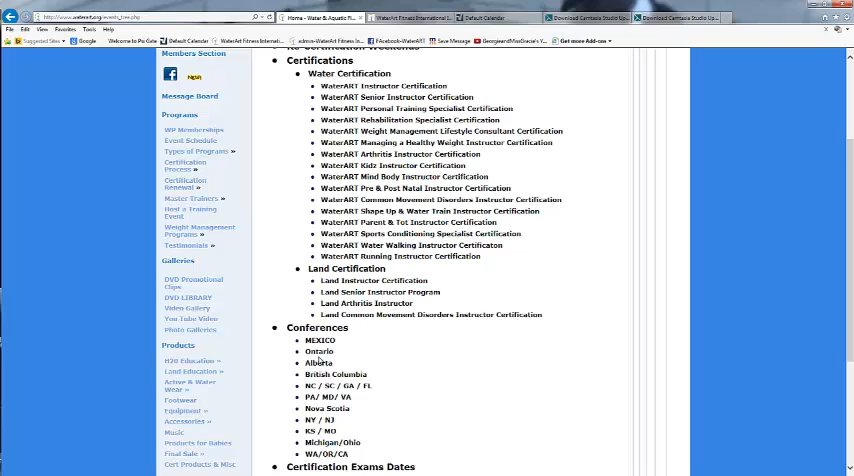 http://www.waterart.org/events_tree.php
Home - Water & Aquatic Fi...
WaterArt Fitness International I...
Default Calendar
Download Camtasia Studio Up...
Download Camtasia Studio Up...
File Edit View Favorites Tools Help
Suggested Sites
Google
Welcome to Poi Gate
WaterART Fitness Internati...
admin-WaterArt Fitness In...
FAcebook-WaterART
Save Message
GeorgieandMissGracie's Y...
Get more Add-ons
Members Section
Message Board
Programs
WP Memberships
Event Schedule
Types of Programs »
Certification
Process »
Certification
Renewal »
Master Trainers »
Host a Training
Event
Weight Management
Programs »
Testimonials »
Galleries
DVD Promotional
Clips
DVD LIBRARY
Video Gallery
You Tube Video
Photo Galleries
Products
H20 Education »
Land Education »
Active & Water
Wear »
Footwear
Equipment »
Accessories »
Music
Products for Babies
Final Sale »
Cert Products & Misc.
Certifications
Water Certification
WaterART Instructor Certification
WaterART Senior Instructor Certification
WaterART Personal Training Specialist Certification
WaterART Rehabilitation Specialist Certification
WaterART Weight Management Lifestyle Consultant Certification
WaterART Managing a Healthy Weight Instructor Certification
WaterART Arthritis Instructor Certification
WaterART Kidz Instructor Certification
WaterART Mind Body Instructor Certification
WaterART Pre & Post Natal Instructor Certification
WaterART Common Movement Disorders Instructor Certification
WaterART Shape Up & Water Train Instructor Certification
WaterART Parent & Tot Instructor Certification
WaterART Sports Conditioning Specialist Certification
WaterART Water Walking Instructor Certificaton
WaterART Running Instructor Certification
Land Certification
Land Instructor Certification
Land Senior Instructor Program
Land Arthritis Instructor
Land Common Movement Disorders Instructor Certification
Conferences
MEXICO
Ontario
Alberta
British Columbia
NC / SC / GA / FL
PA/ MD/ VA
Nova Scotia
NY / NJ
KS / MO
Michigan/Ohio
WA/OR/CA
Certification Exams Dates